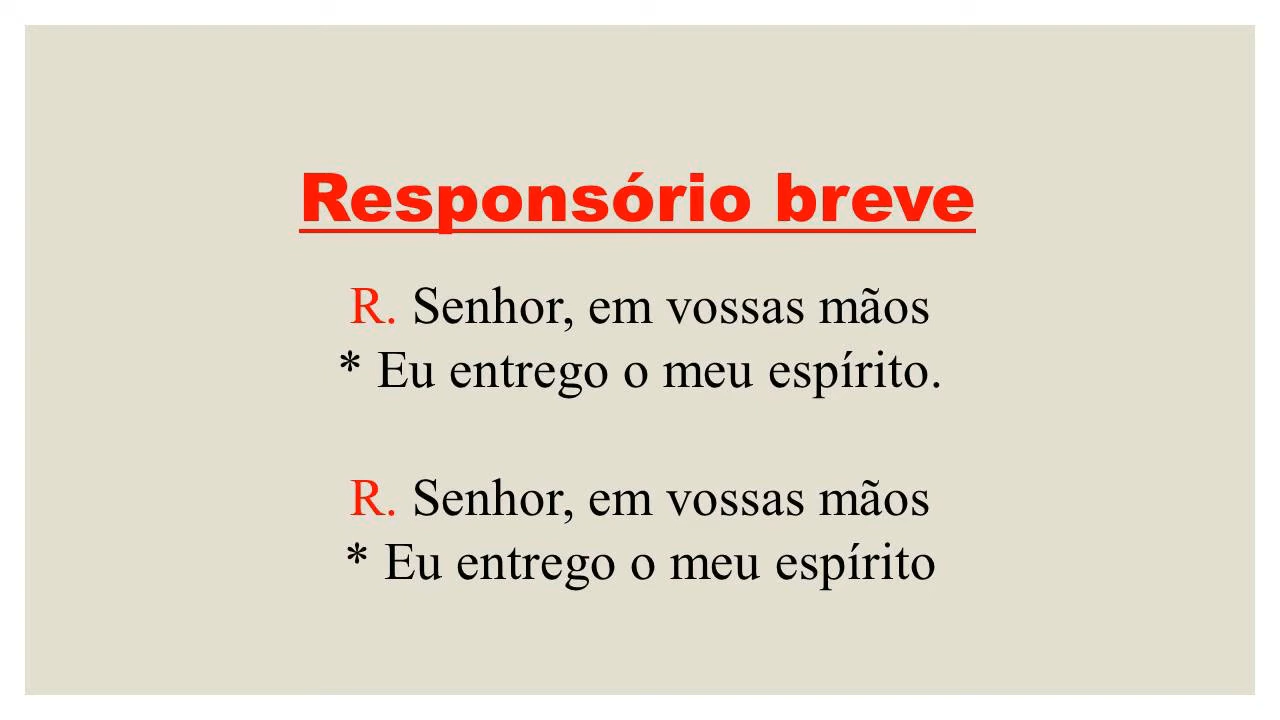 Responsório breve
R. Senhor, em vossas mãos
* Eu entrego o meu espírito.
R. Senhor, em vossas mãos
* Eu entrego o meu espírito